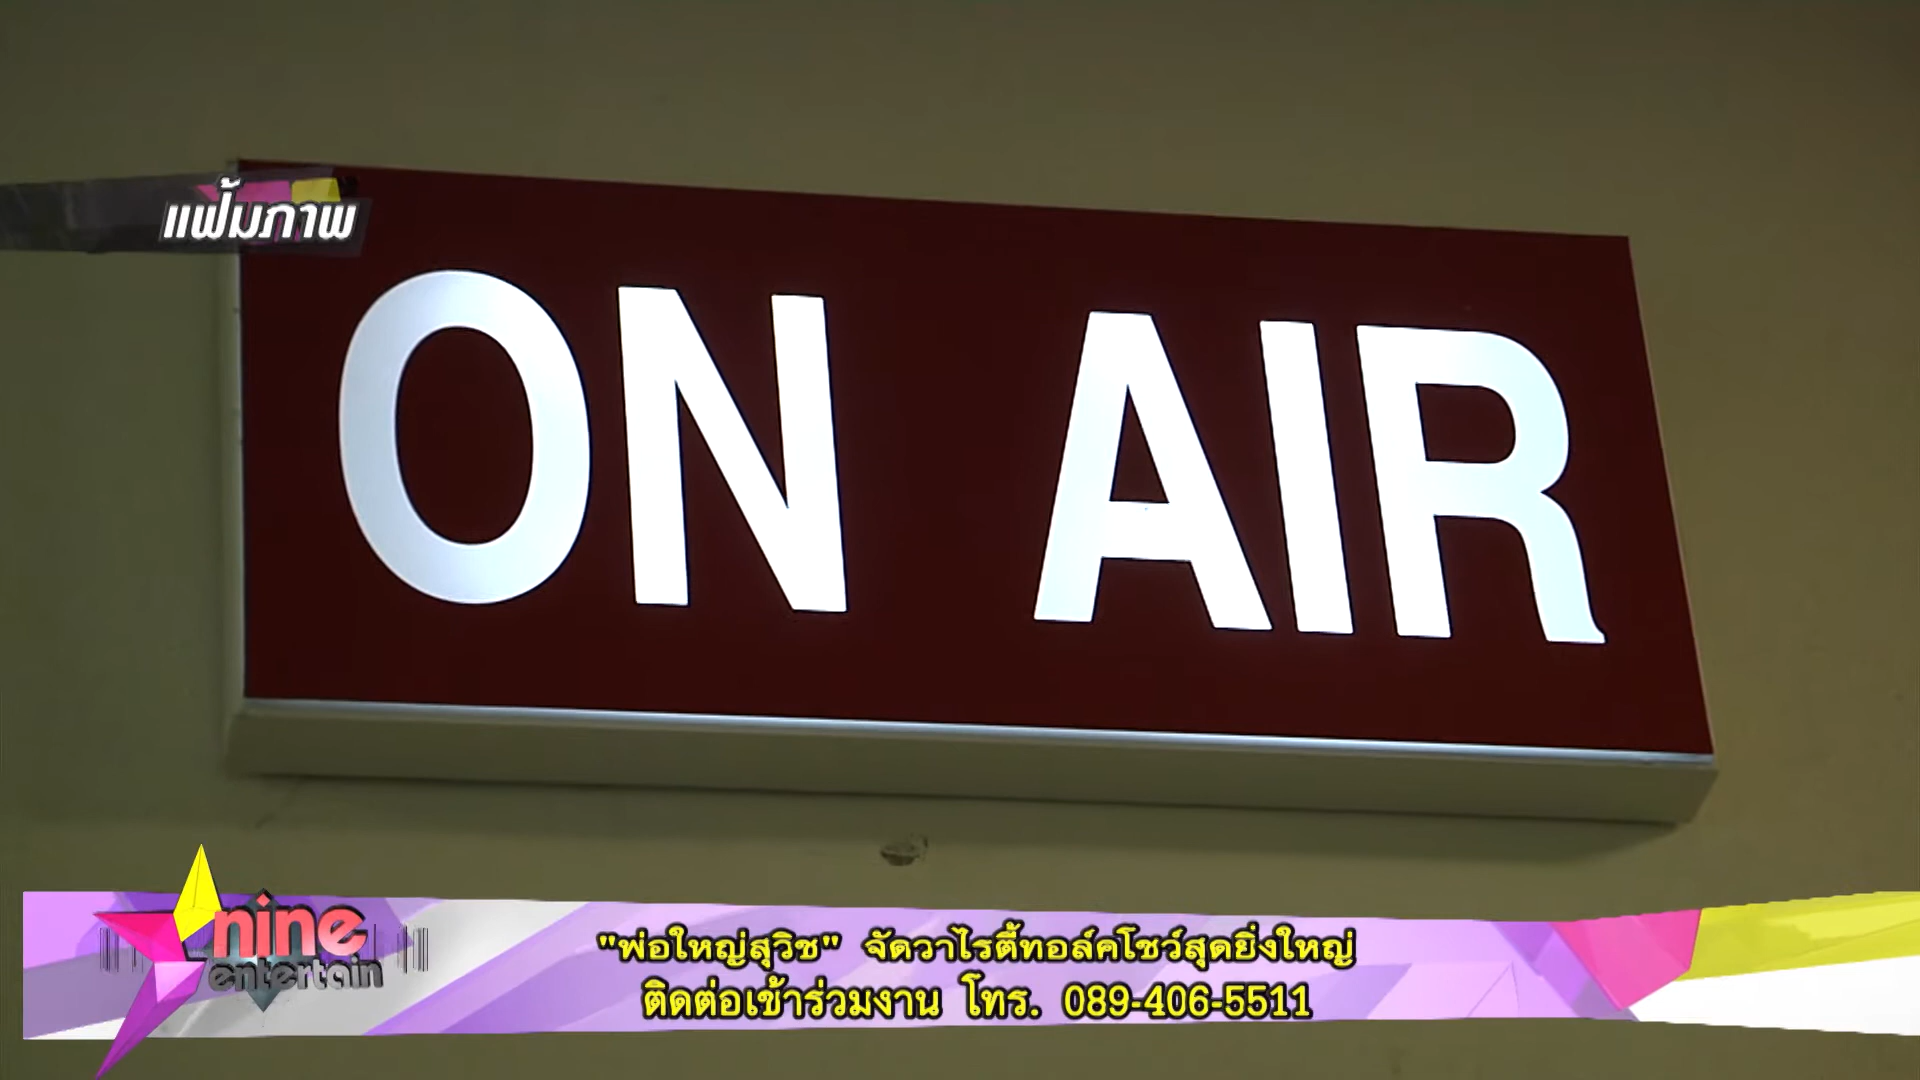 แฟ้มภาพ
ON AIR
nine
entertain
"พ่อใหญ่สุวิช" จัดวาไรตี้ทอล์คโชว์สุดยิ่งใหญ่
ติดต่อเข้าร่วมงาน โทร. 089-406-5511